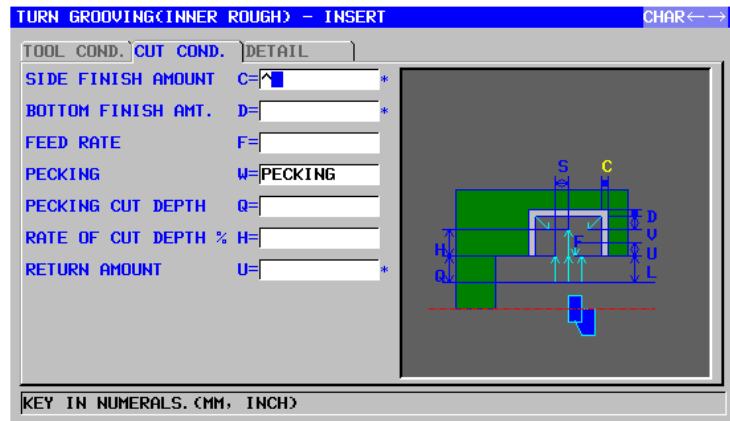 TURN GROOVING(INNER ROUGH) - INSERT CHAR←→
TOOL COND. CUT COND. DETAIL
SIDE FINISH AMOUNT C=^ *
BOTTOM FINISH AMT. D= *
FEED RATE F=
PECKING W=PECKING
PECKING CUT DEPTH Q=
RATE OF CUT DEPTH % H=
RETURN AMOUNT U= *
S C
D
V
F
H
U
Q
L
KEY IN NUMERALS.(MM, INCH)